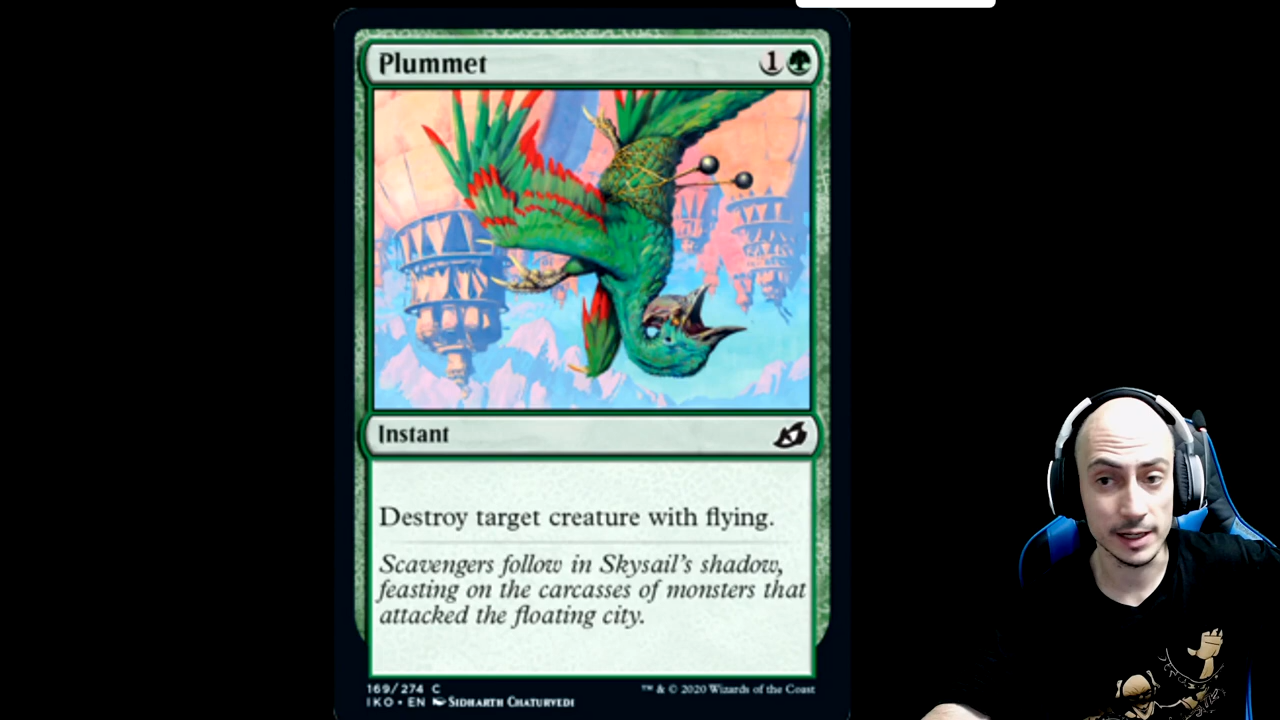 Plummet 1
Instant
Destroy target creature with flying.
Scavengers follow in Skysail's shadow,
feasting on the carcasses of monsters that
attacked the floating city.
169/274 C ™ & © 2020 Wizards of the Coast
IKO • EN Sidharth Chaturvedi